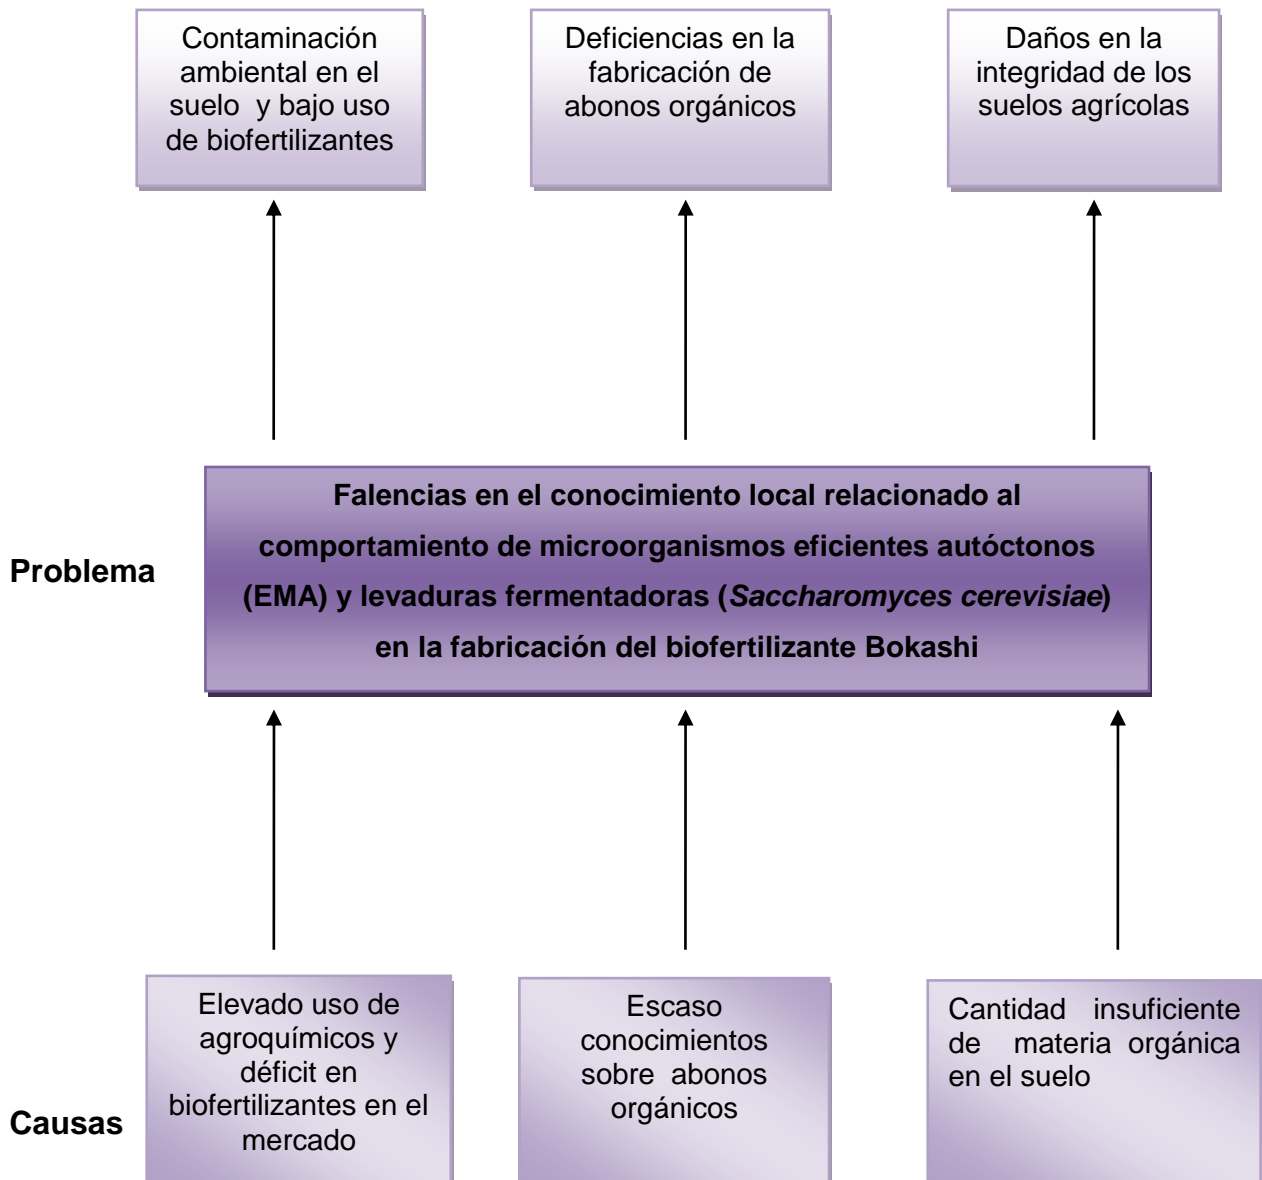 Contaminación
ambiental en el
suelo y bajo uso
de biofertilizantes
Deficiencias en la
fabricación de
abonos orgánicos
Daños en la
integridad de los
suelos agrícolas
Problema
Falencias en el conocimiento local relacionado al
comportamiento de microorganismos eficientes autóctonos
(EMA) y levaduras fermentadoras (Saccharomyces cerevisiae)
en la fabricación del biofertilizante Bokashi
Causas
Elevado uso de
agroquímicos y
déficit en
biofertilizantes en el
mercado
Escaso
conocimientos
sobre abonos
orgánicos
Cantidad insuficiente
de materia orgánica
en el suelo